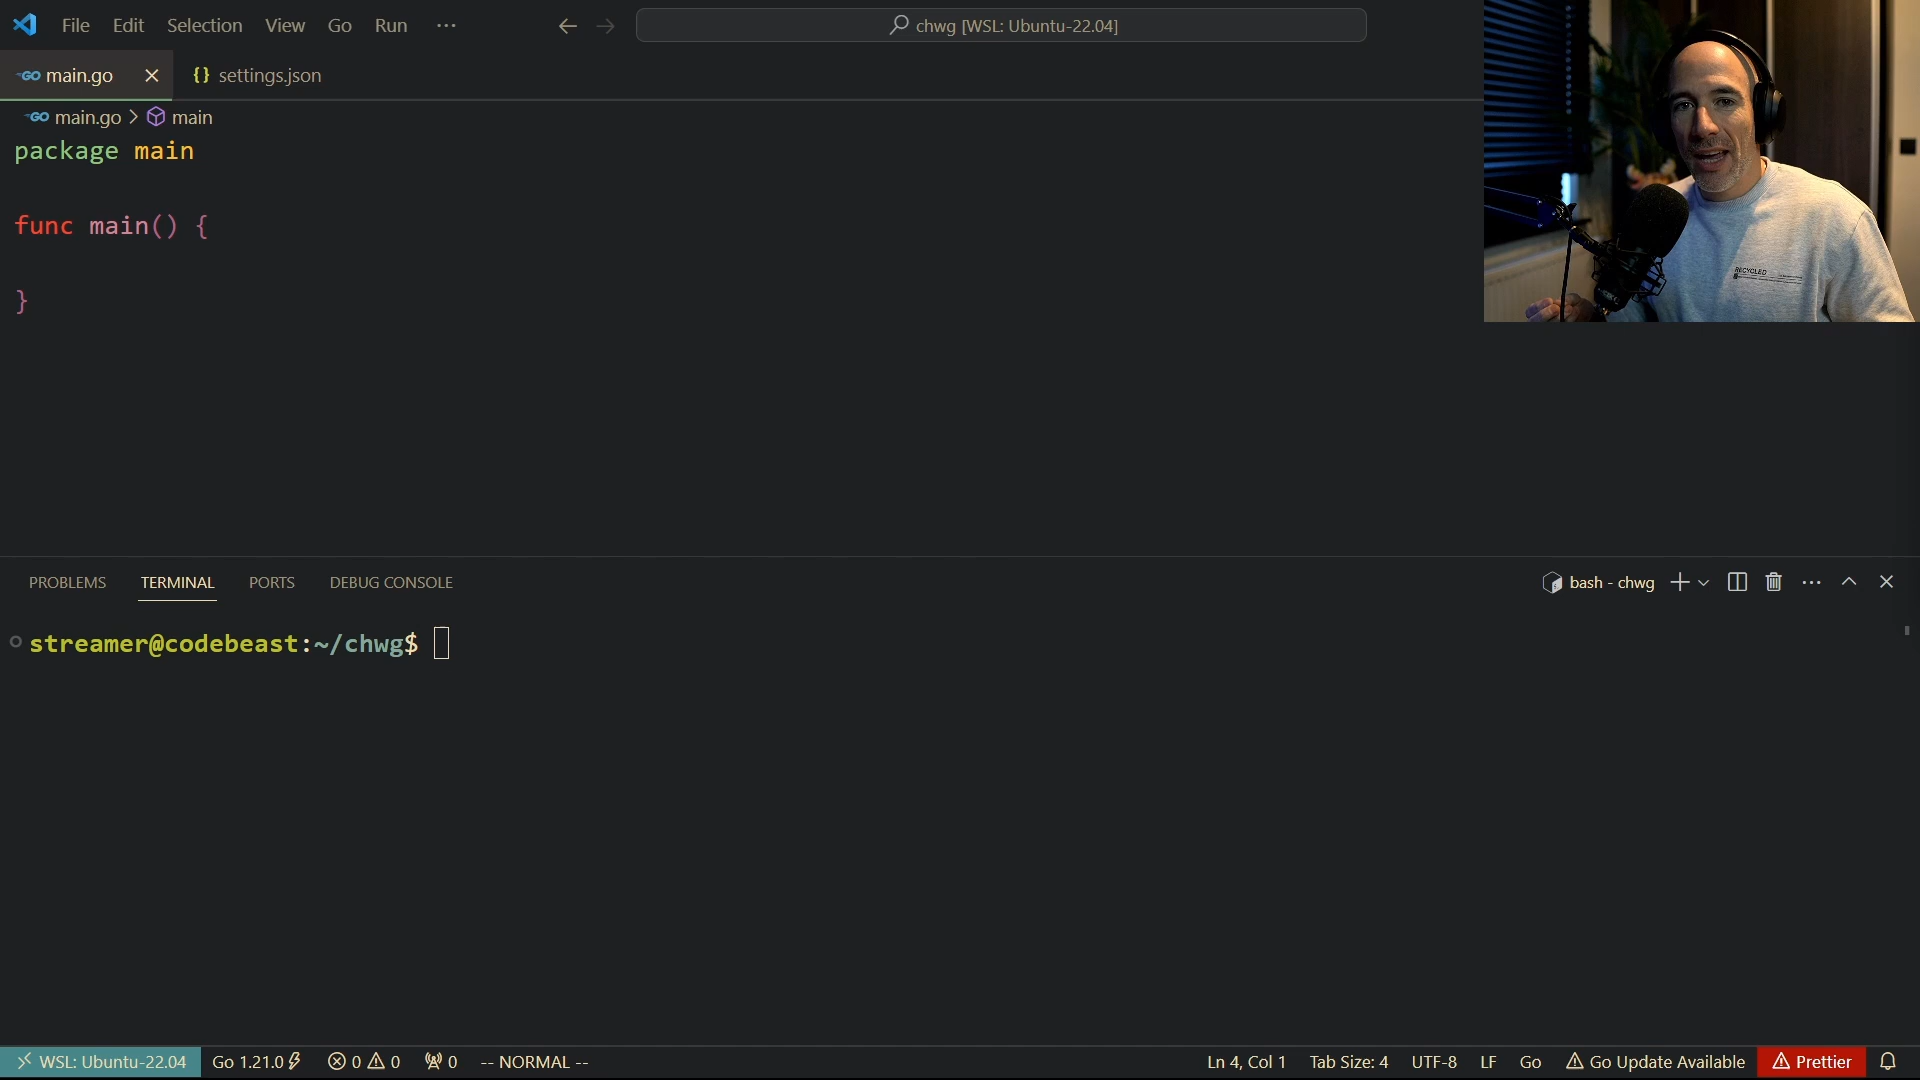 File Edit Selection View Go Run ···
chwg [WSL: Ubuntu-22.04]
GO main.go {} settings.json
GO main.go > main
package main
func main() {
}
RECYCLED
PROBLEMS TERMINAL PORTS DEBUG CONSOLE
bash - chwg
streamer@codebeast:~/chwg$
WSL: Ubuntu-22.04 Go 1.21.0 0 0 0 -- NORMAL --
Ln 4, Col 1 Tab Size: 4 UTF-8 LF Go Go Update Available Prettier